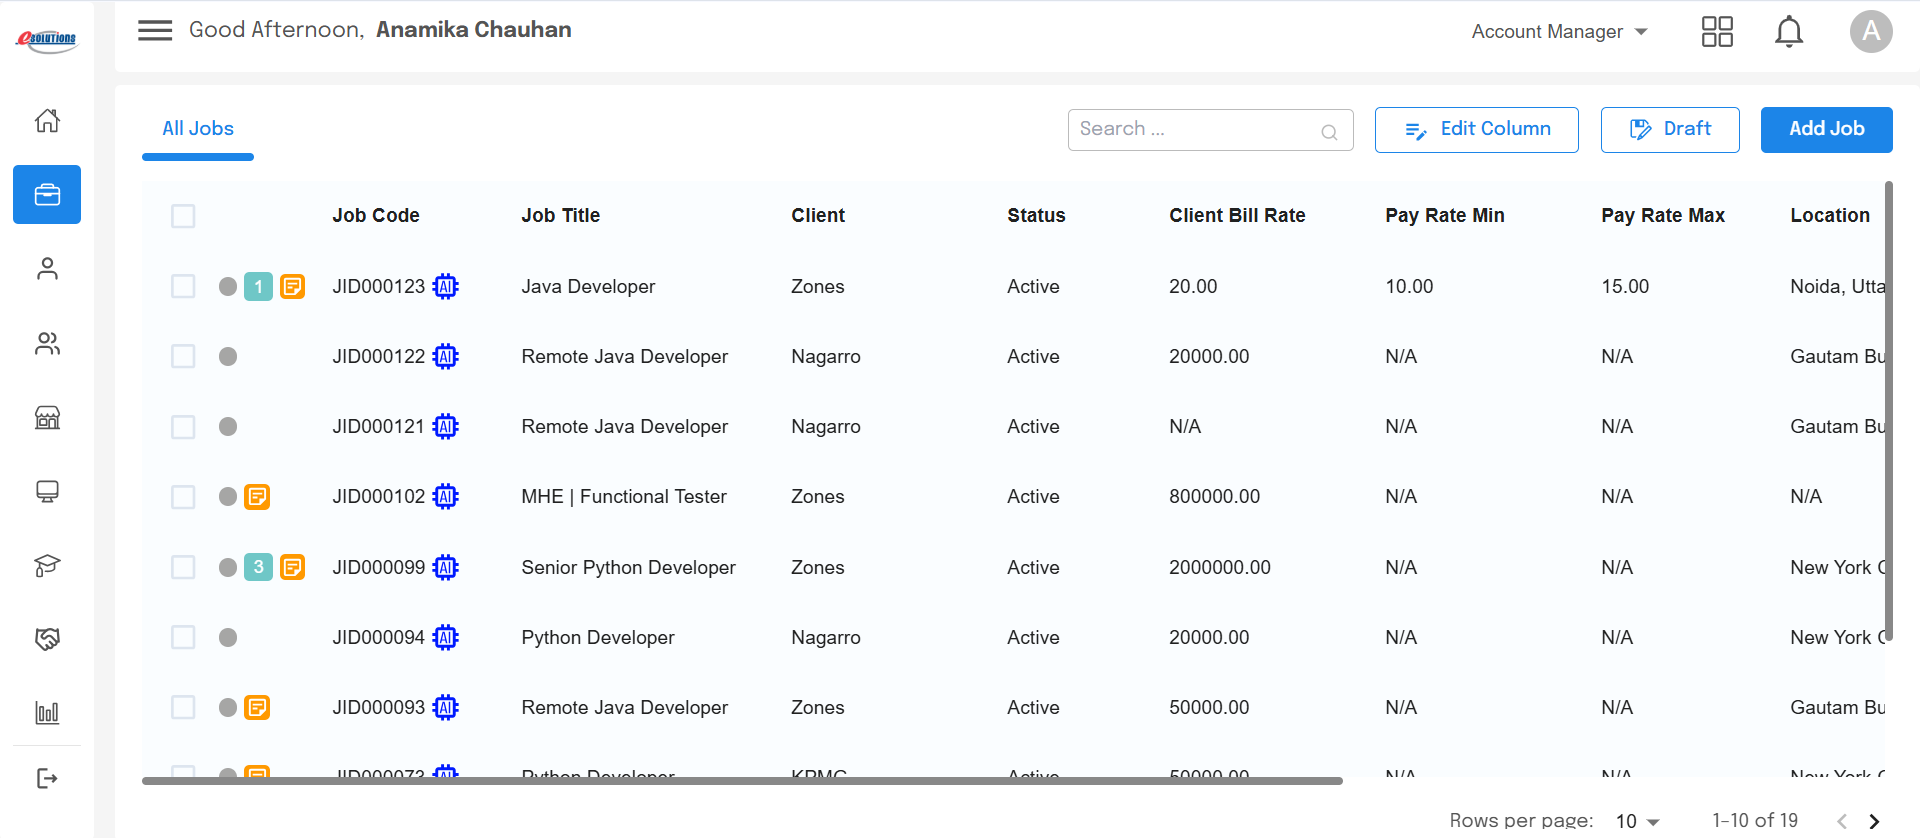 eSOLUTIONS
Good Afternoon, Anamika Chauhan
Account Manager
A
All Jobs
Search ...
Edit Column
Draft
Add Job
Job Code Job Title Client Status Client Bill Rate Pay Rate Min Pay Rate Max Location
1 JID000123 AI Java Developer Zones Active 20.00 10.00 15.00 Noida, Utta
JID000122 AI Remote Java Developer Nagarro Active 20000.00 N/A N/A Gautam Bu
JID000121 AI Remote Java Developer Nagarro Active N/A N/A N/A Gautam Bu
JID000102 AI MHE | Functional Tester Zones Active 800000.00 N/A N/A N/A
3 JID000099 AI Senior Python Developer Zones Active 2000000.00 N/A N/A New York C
JID000094 AI Python Developer Nagarro Active 20000.00 N/A N/A New York C
JID000093 AI Remote Java Developer Zones Active 50000.00 N/A N/A Gautam Bu
JID000073 AI Python Developer KPMG Active 50000.00 N/A N/A New York C
Rows per page: 10 1-10 of 19